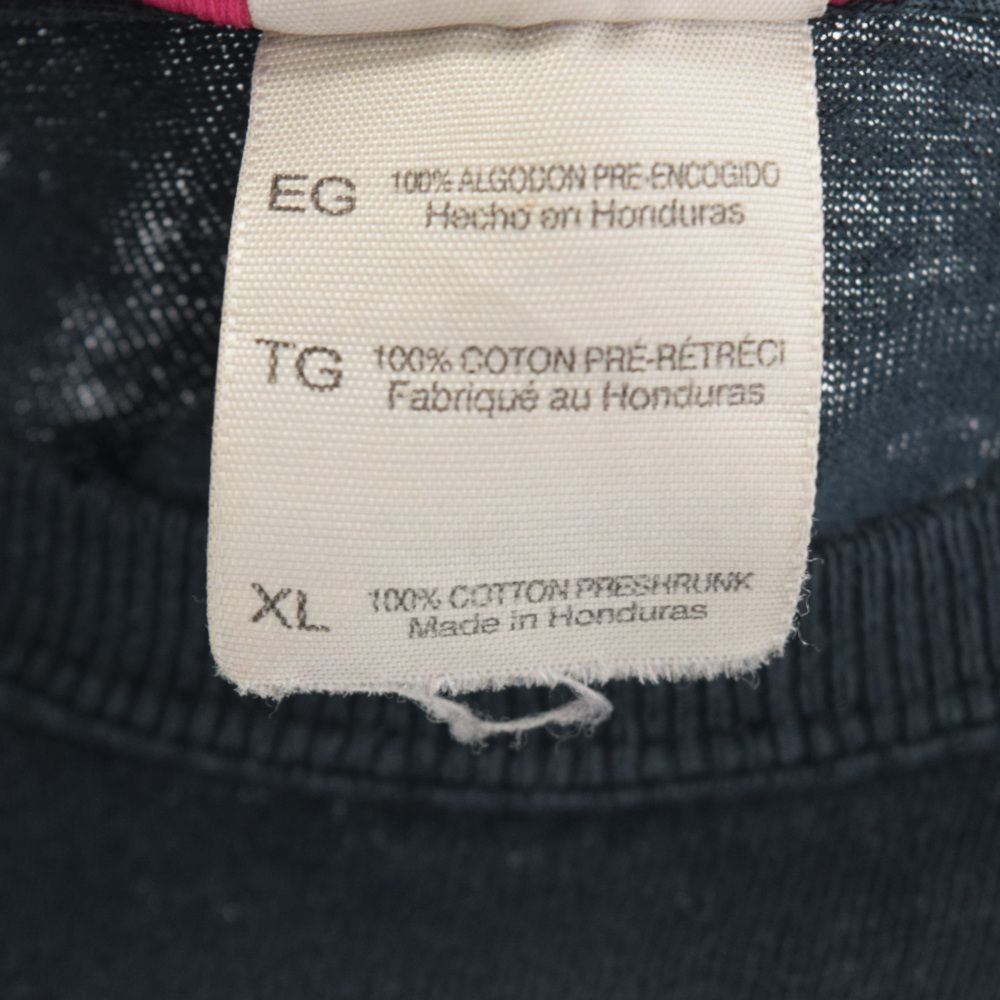 EG 100% ALGODON PRE-ENCOGIDO
Hecho en Honduras
TG 100% COTON PRÉ-RÉTRÉCI
Fabriqué au Honduras
XL 100% COTTON PRESHRUNK
Made in Honduras